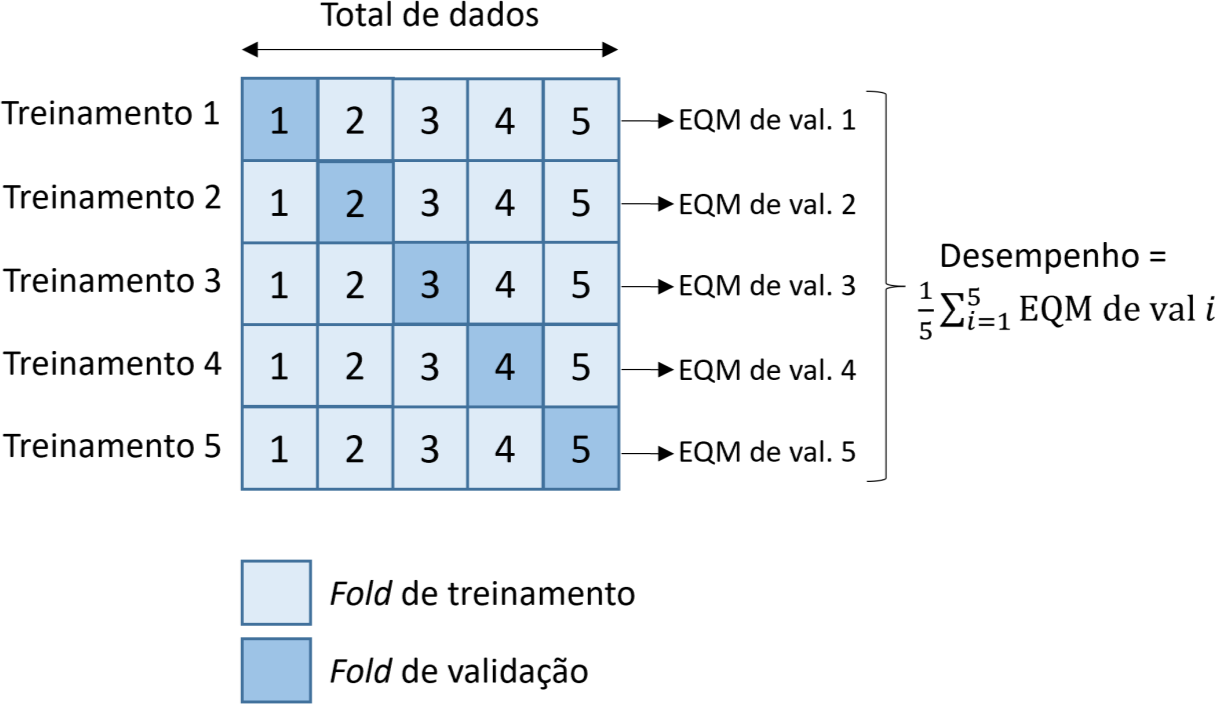 Total de dados
Treinamento 1 1 2 3 4 5 EQM de val. 1
Treinamento 2 1 2 3 4 5 EQM de val. 2
Treinamento 3 1 2 3 4 5 EQM de val. 3
Treinamento 4 1 2 3 4 5 EQM de val. 4
Treinamento 5 1 2 3 4 5 EQM de val. 5
Desempenho =
1/5 ∑_{i=1}^{5} EQM de val i
Fold de treinamento
Fold de validação